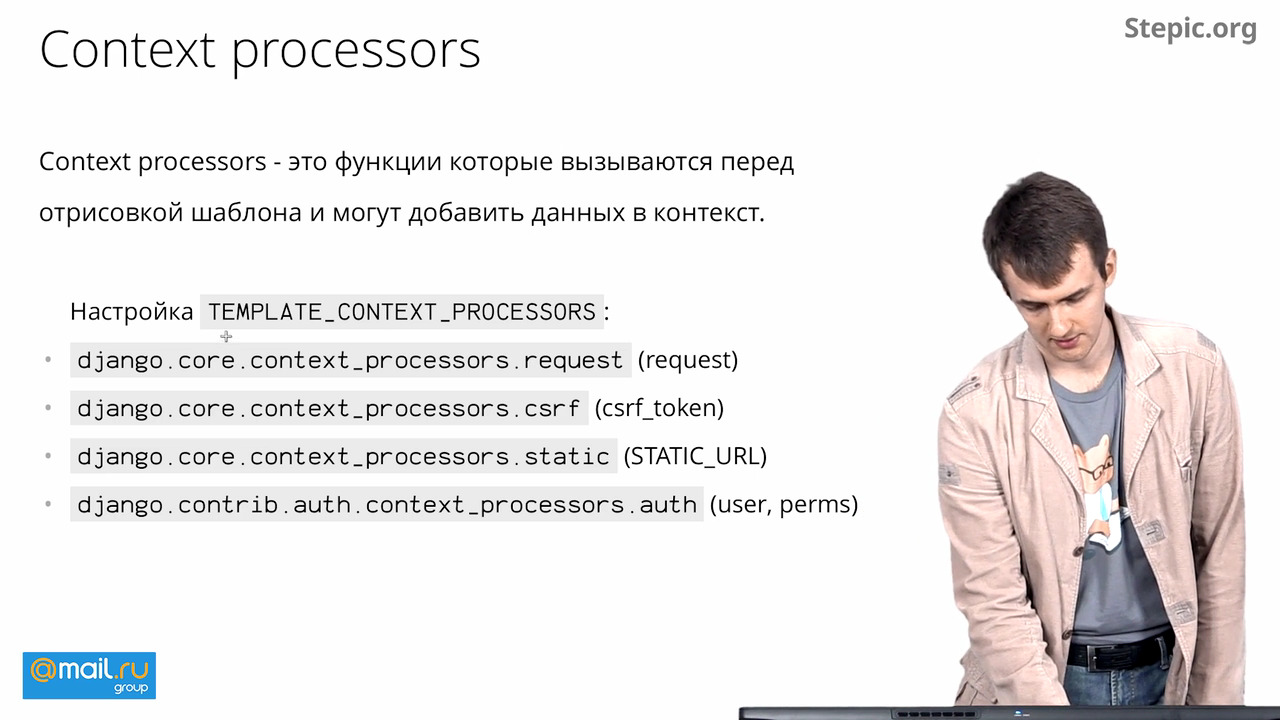 Context processors
Stepic.org
Context processors - это функции которые вызываются перед
отрисовкой шаблона и могут добавить данных в контекст.
Настройка TEMPLATE_CONTEXT_PROCESSORS:
• django.core.context_processors.request (request)
• django.core.context_processors.csrf (csrf_token)
• django.core.context_processors.static (STATIC_URL)
• django.contrib.auth.context_processors.auth (user, perms)
@mail.ru
group